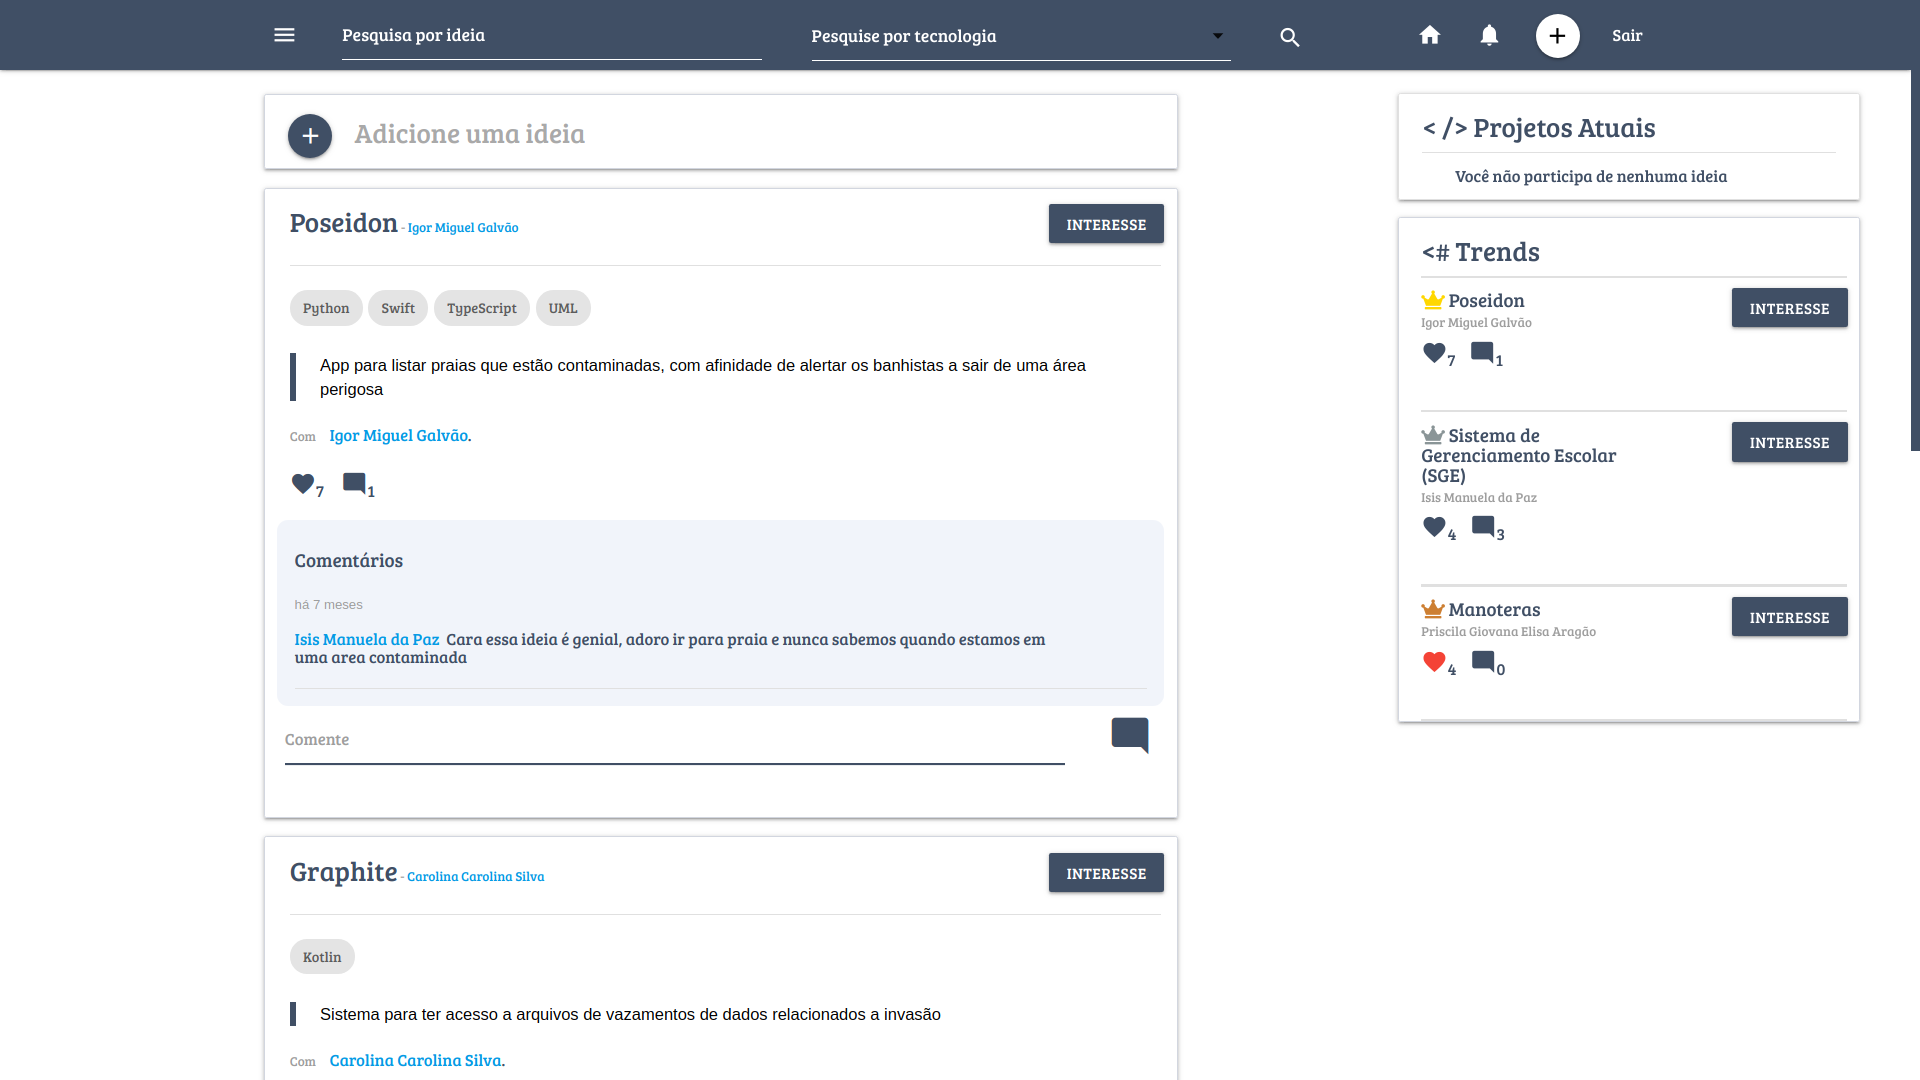 Pesquisa por ideia
Pesquise por tecnologia
Sair
Adicione uma ideia
Poseidon - Igor Miguel Galvão
INTERESSE
Python
Swift
TypeScript
UML
App para listar praias que estão contaminadas, com afinidade de alertar os banhistas a sair de uma área
perigosa
Com Igor Miguel Galvão.
7
1
Comentários
há 7 meses
Isis Manuela da Paz Cara essa ideia é genial, adoro ir para praia e nunca sabemos quando estamos em
uma area contaminada
Comente
Graphite - Carolina Carolina Silva
INTERESSE
Kotlin
Sistema para ter acesso a arquivos de vazamentos de dados relacionados a invasão
Com Carolina Carolina Silva.
< /> Projetos Atuais
Você não participa de nenhuma ideia
<# Trends
Poseidon
INTERESSE
Igor Miguel Galvão
7
1
Sistema de
Gerenciamento Escolar
(SGE)
INTERESSE
Isis Manuela da Paz
4
3
Manoteras
INTERESSE
Priscila Giovana Elisa Aragão
4
0